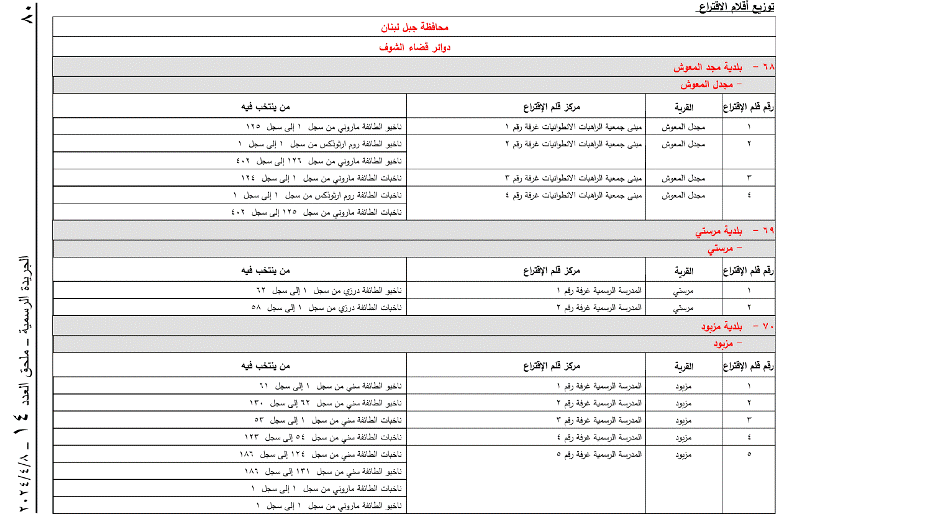 توزيع أقلام الاقتراع
محافظة جبل لبنان
دوائر قضاء الشوف
٦٨ - بلدية مجد المعوش
- مجدل المعوش
رقم قلم الإقتراع القرية مركز قلم الإقتراع من ينتخب فيه
١ مجدل المعوش مبنى جمعية الراهبات الانطوانيات غرفة رقم ١ ناخبو الطائفة ماروني من سجل ١ إلى سجل ١٢٥
٢ مجدل المعوش مبنى جمعية الراهبات الانطوانيات غرفة رقم ٢ ناخبو الطائفة روم ارثوذكس من سجل ١ إلى سجل ١
ناخبو الطائفة ماروني من سجل ١٢٦ إلى سجل ٤٠٢
٣ مجدل المعوش مبنى جمعية الراهبات الانطوانيات غرفة رقم ٣ ناخبات الطائفة ماروني من سجل ١ إلى سجل ١٢٤
٤ مجدل المعوش مبنى جمعية الراهبات الانطوانيات غرفة رقم ٤ ناخبات الطائفة روم ارثوذكس من سجل ١ إلى سجل ١
ناخبات الطائفة ماروني من سجل ١٢٥ إلى سجل ٤٠٢
٦٩ - بلدية مرستي
- مرستي
رقم قلم الإقتراع القرية مركز قلم الإقتراع من ينتخب فيه
١ مرستي المدرسة الرسمية غرفة رقم ١ ناخبو الطائفة درزي من سجل ١ إلى سجل ٦٢
٢ مرستي المدرسة الرسمية غرفة رقم ٢ ناخبات الطائفة درزي من سجل ١ إلى سجل ٥٨
٧٠ - بلدية مزبود
- مزبود
رقم قلم الإقتراع القرية مركز قلم الإقتراع من ينتخب فيه
١ مزبود المدرسة الرسمية غرفة رقم ١ ناخبو الطائفة سني من سجل ١ إلى سجل ٦١
٢ مزبود المدرسة الرسمية غرفة رقم ٢ ناخبو الطائفة سني من سجل ٦٢ إلى سجل ١٣٠
٣ مزبود المدرسة الرسمية غرفة رقم ٣ ناخبات الطائفة سني من سجل ١ إلى سجل ٥٣
٤ مزبود المدرسة الرسمية غرفة رقم ٤ ناخبات الطائفة سني من سجل ٥٤ إلى سجل ١٢٣
٥ مزبود المدرسة الرسمية غرفة رقم ٥ ناخبات الطائفة سني من سجل ١٢٤ إلى سجل ١٨٦
ناخبو الطائفة سني من سجل ١٣١ إلى سجل ١٨٦
ناخبات الطائفة ماروني من سجل ١ إلى سجل ١
ناخبو الطائفة ماروني من سجل ١ إلى سجل ١
٨٠
الجريدة الرسمية - ملحق العدد ١٤ - ٢٠٢٤/٤/٨